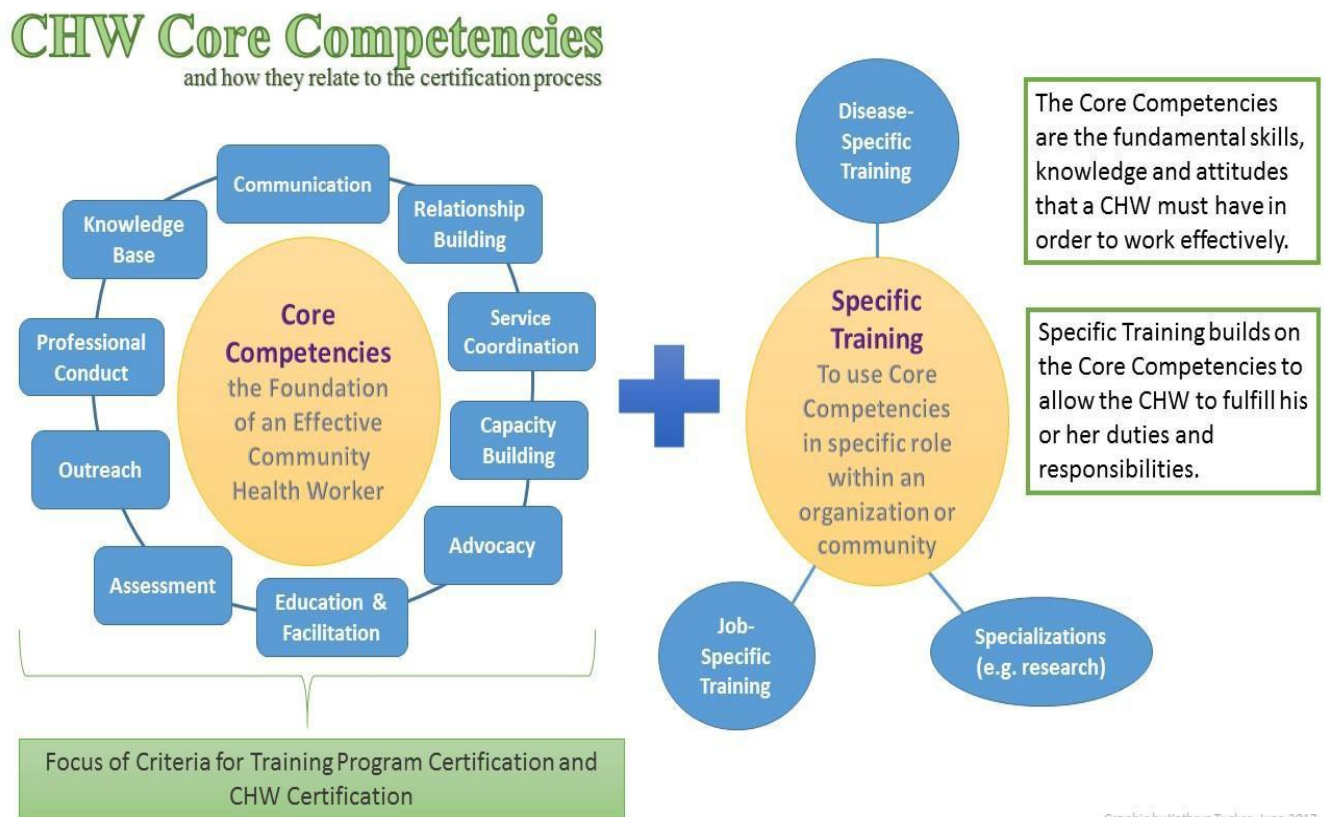 CHW Core Competencies
and how they relate to the certification process
Communication
Relationship
Building
Service
Coordination
Capacity
Building
Advocacy
Education &
Facilitation
Assessment
Outreach
Professional
Conduct
Knowledge
Base
Core
Competencies
the Foundation
of an Effective
Community
Health Worker
Focus of Criteria for Training Program Certification and
CHW Certification
Disease-
Specific
Training
Specific
Training
To use Core
Competencies
in specific role
within an
organization or
community
Job-
Specific
Training
Specializations
(e.g. research)
The Core Competencies
are the fundamental skills,
knowledge and attitudes
that a CHW must have in
order to work effectively.
Specific Training builds on
the Core Competencies to
allow the CHW to fulfill his
or her duties and
responsibilities.